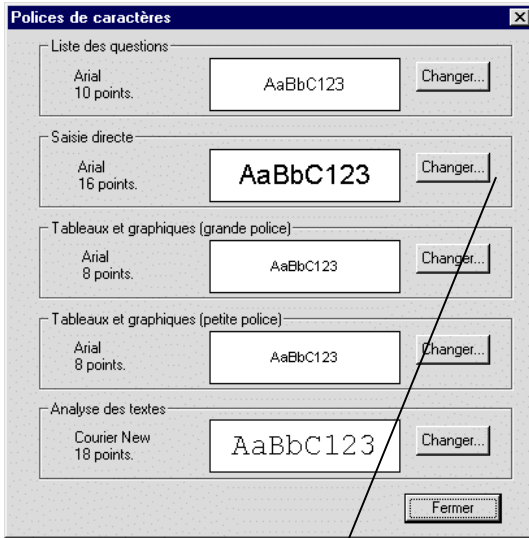 Polices de caractères
Liste des questions
Arial
10 points.
AaBbC123
Changer...
Saisie directe
Arial
16 points.
AaBbC123
Changer...
Tableaux et graphiques (grande police)
Arial
8 points.
AaBbC123
Changer...
Tableaux et graphiques (petite police)
Arial
8 points.
AaBbC123
Changer...
Analyse des textes
Courier New
18 points.
AaBbC123
Changer...
Fermer